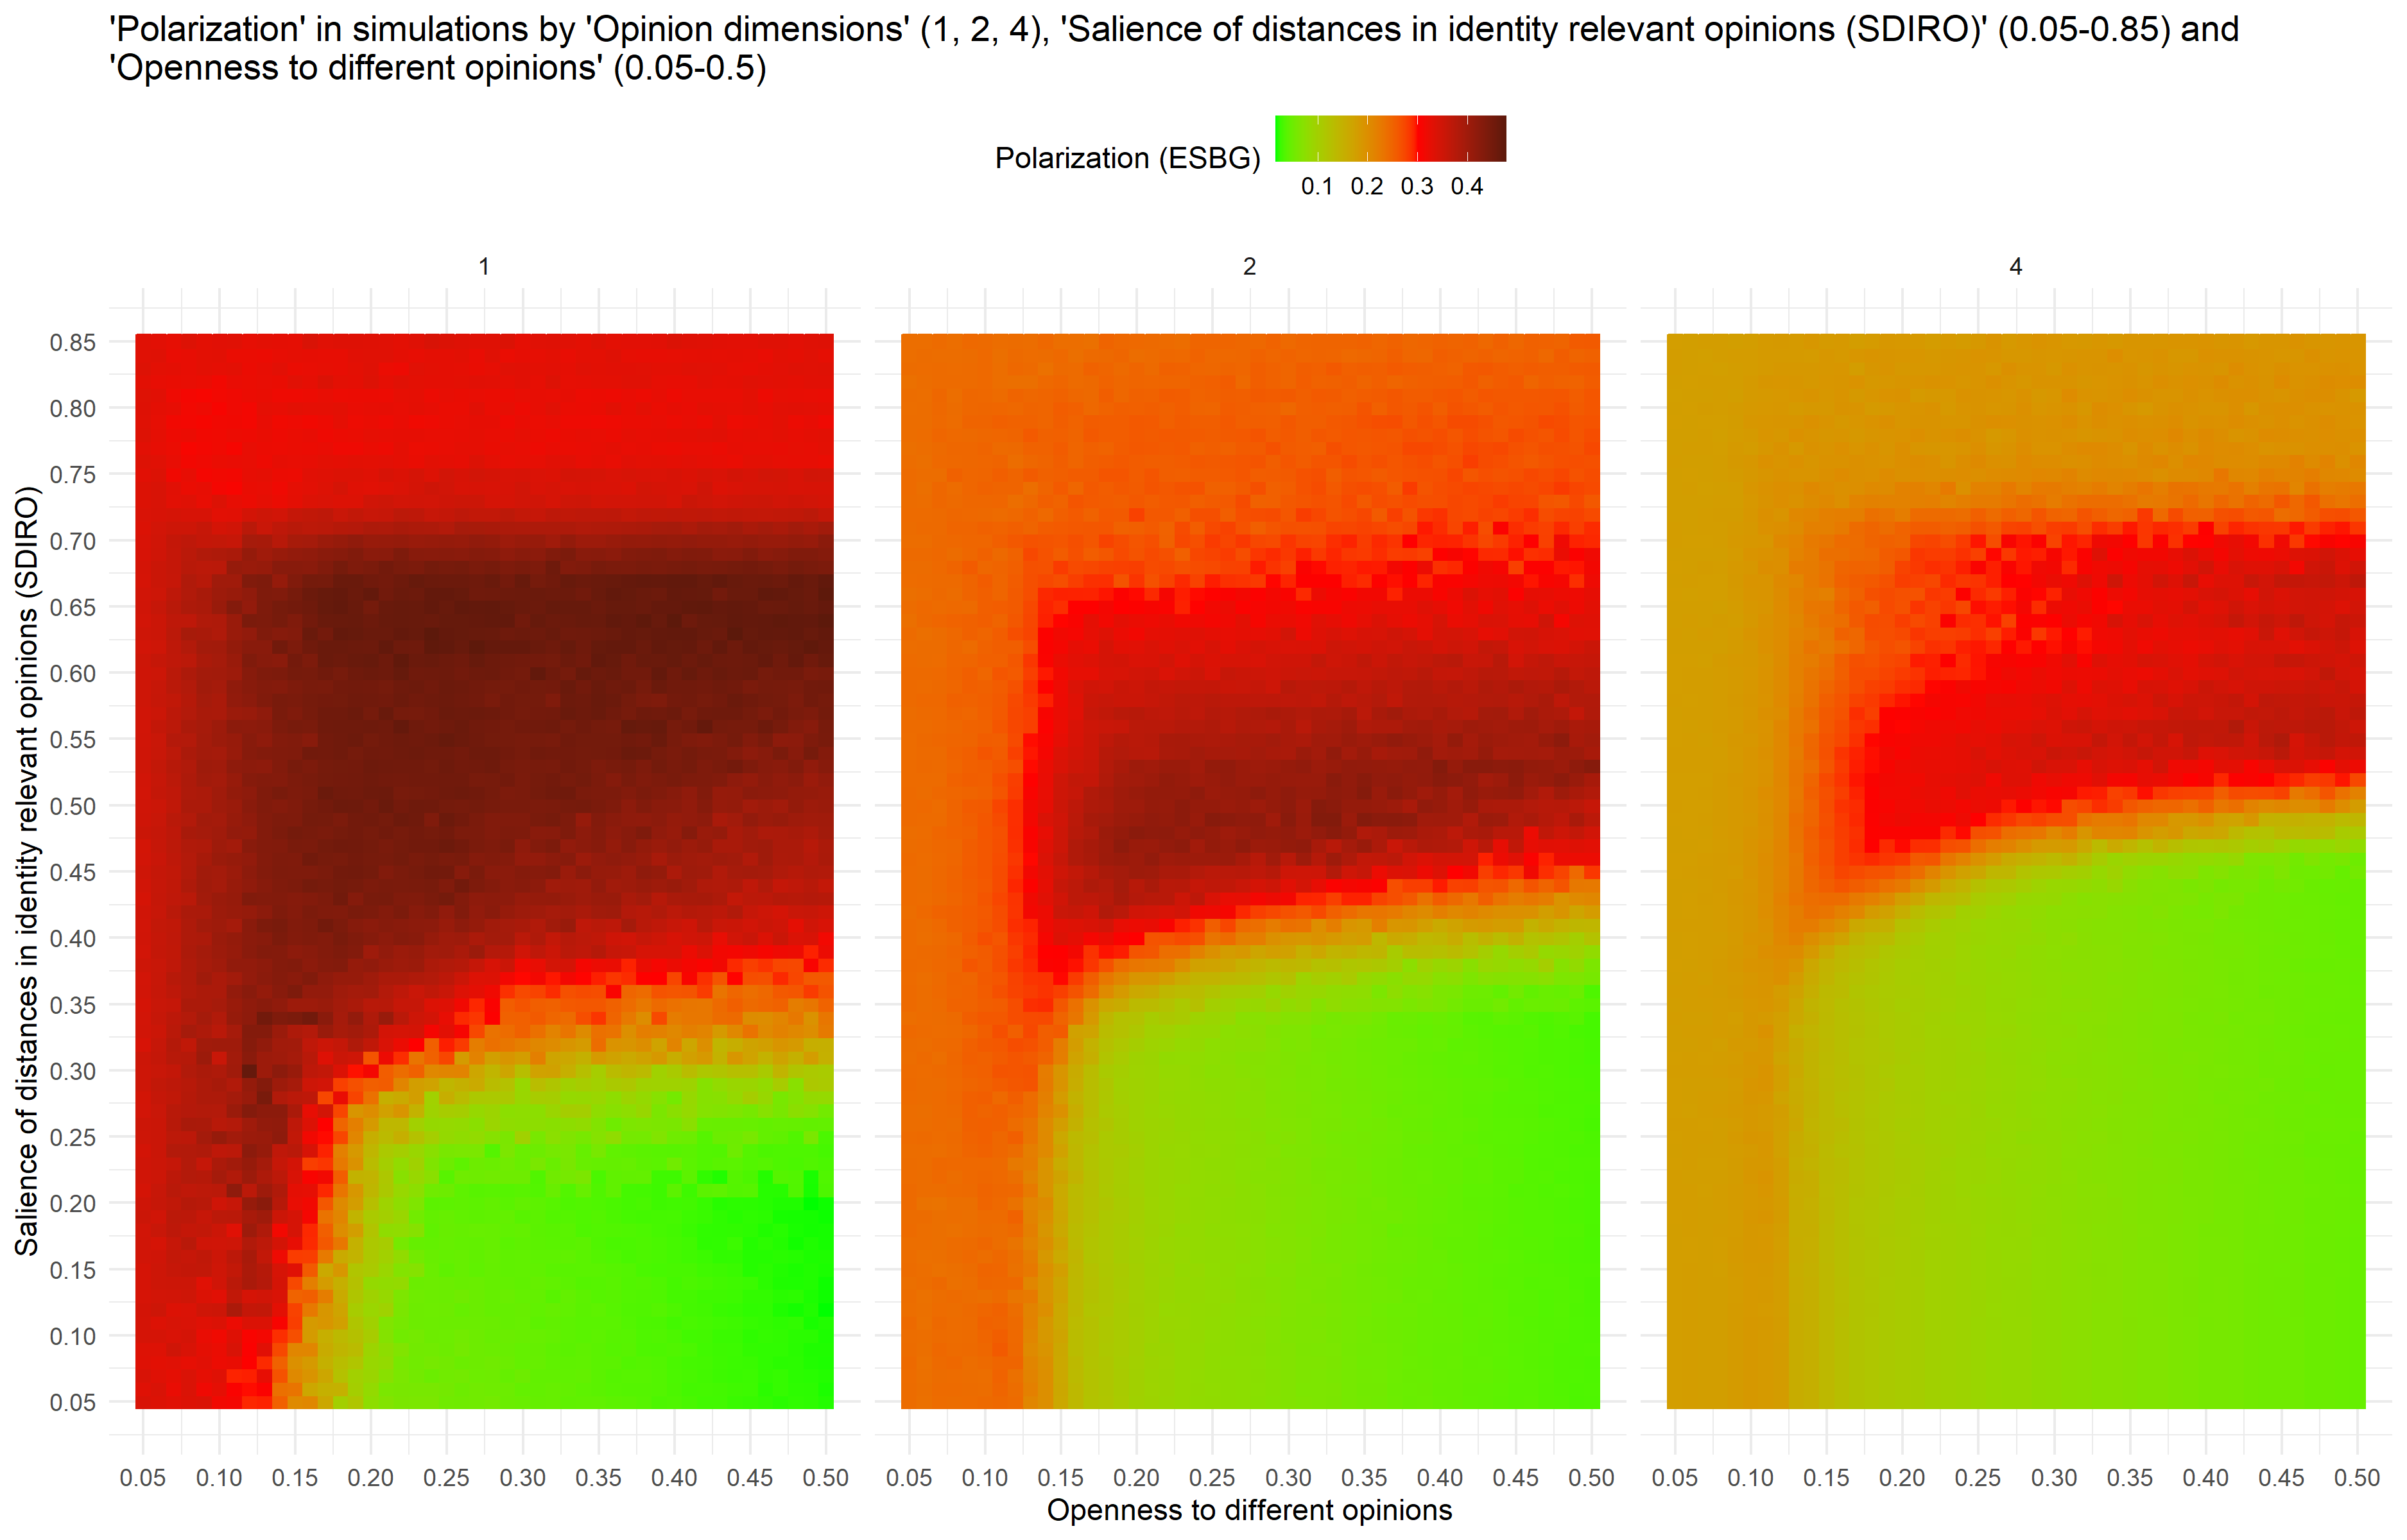 'Polarization' in simulations by 'Opinion dimensions' (1, 2, 4), 'Salience of distances in identity relevant opinions (SDIRO)' (0.05-0.85) and
'Openness to different opinions' (0.05-0.5)
Polarization (ESBG)
0.1 0.2 0.3 0.4
1 2 4
Salience of distances in identity relevant opinions (SDIRO)
0.85
0.80
0.75
0.70
0.65
0.60
0.55
0.50
0.45
0.40
0.35
0.30
0.25
0.20
0.15
0.10
0.05
0.05 0.10 0.15 0.20 0.25 0.30 0.35 0.40 0.45 0.50 0.05 0.10 0.15 0.20 0.25 0.30 0.35 0.40 0.45 0.50 0.05 0.10 0.15 0.20 0.25 0.30 0.35 0.40 0.45 0.50
Openness to different opinions